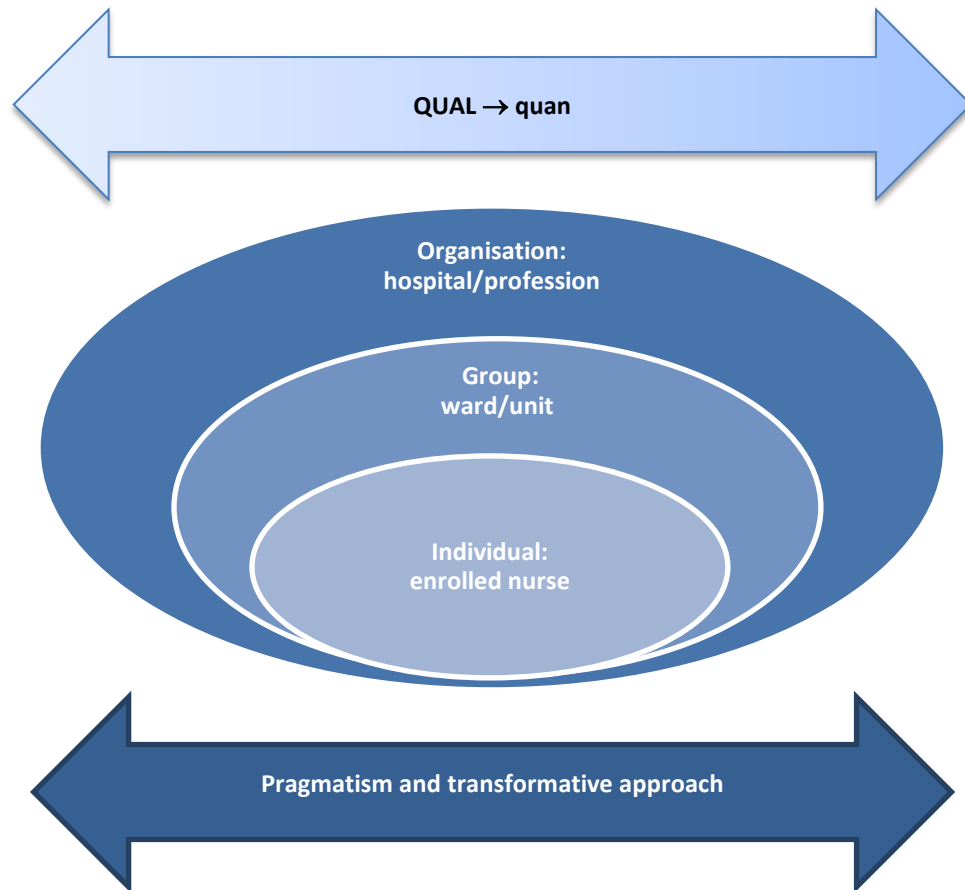 QUAL → quan
Organisation:
hospital/profession
Group:
ward/unit
Individual:
enrolled nurse
Pragmatism and transformative approach